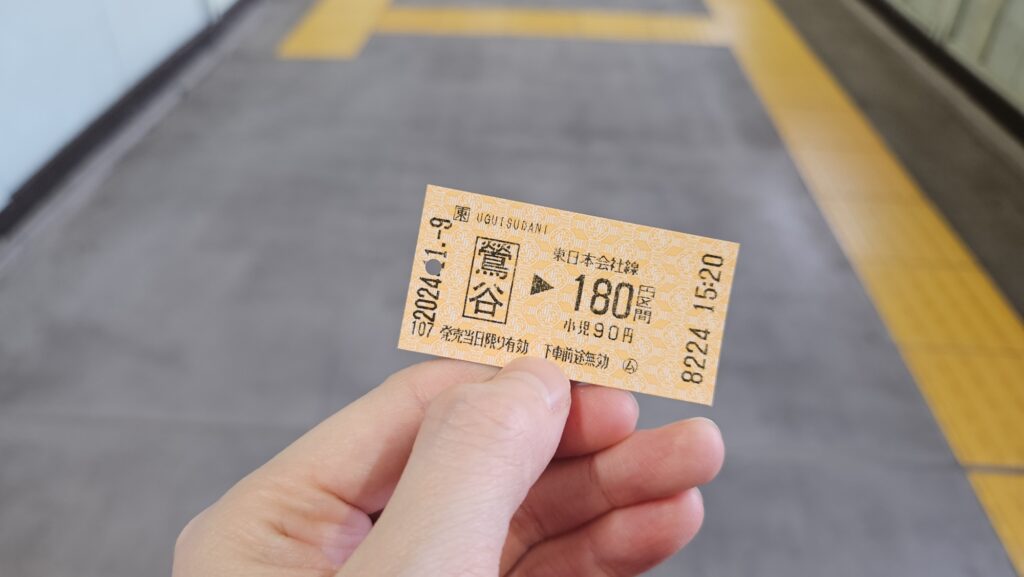 東 UGUISUDANI
鶯谷 ▶ 東日本会社線
180円区間
小児90円
発売当日限り有効 下車前途無効 ム
2024.1.-9
107
8224 15:20